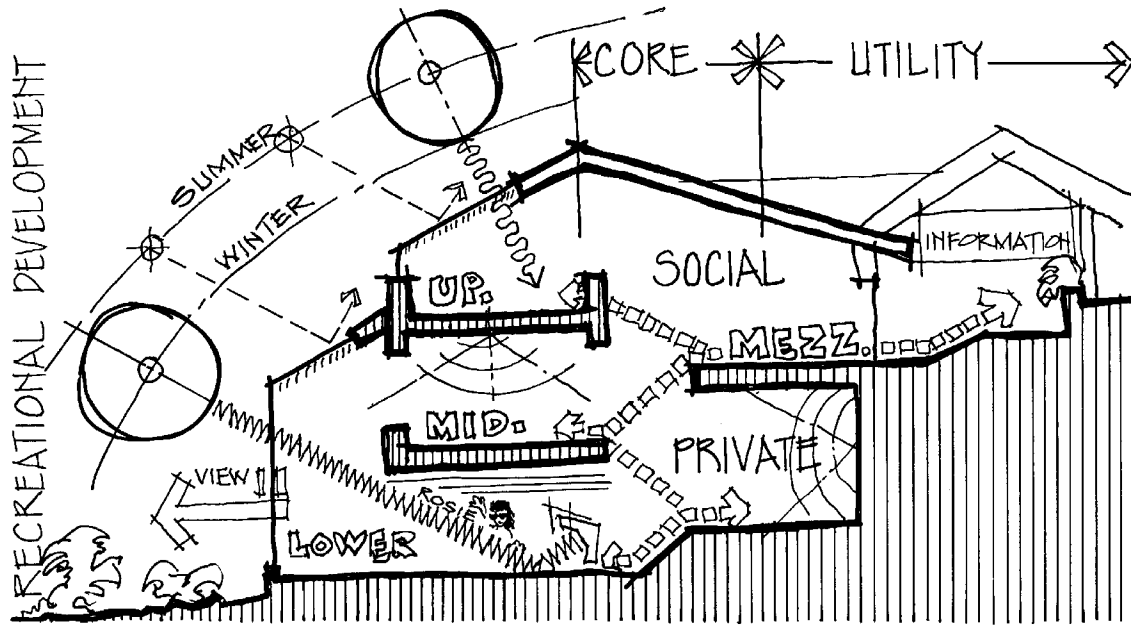 RECREATIONAL DEVELOPMENT
CORE
UTILITY
SUMMER
WINTER
INFORMATION
SOCIAL
UP.
MEZZ.
MID.
PRIVATE
VIEW
ROSIE
LOWER